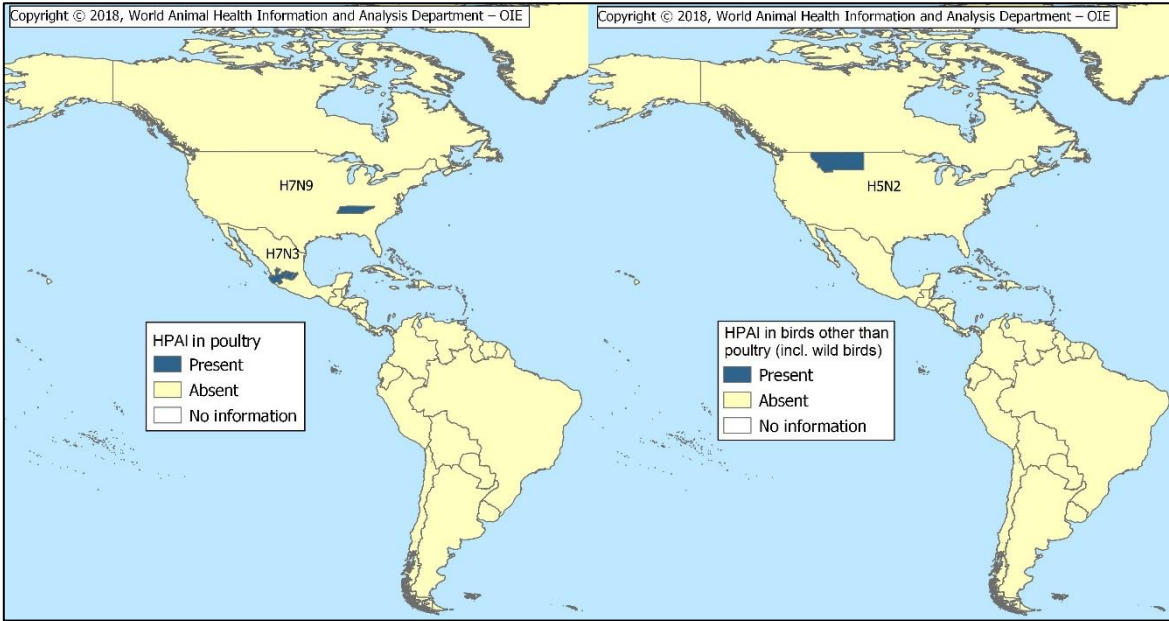 Copyright © 2018, World Animal Health Information and Analysis Department – OIE
H7N9
H7N3
HPAI in poultry
Present
Absent
No information
Copyright © 2018, World Animal Health Information and Analysis Department – OIE
H5N2
HPAI in birds other than
poultry (incl. wild birds)
Present
Absent
No information